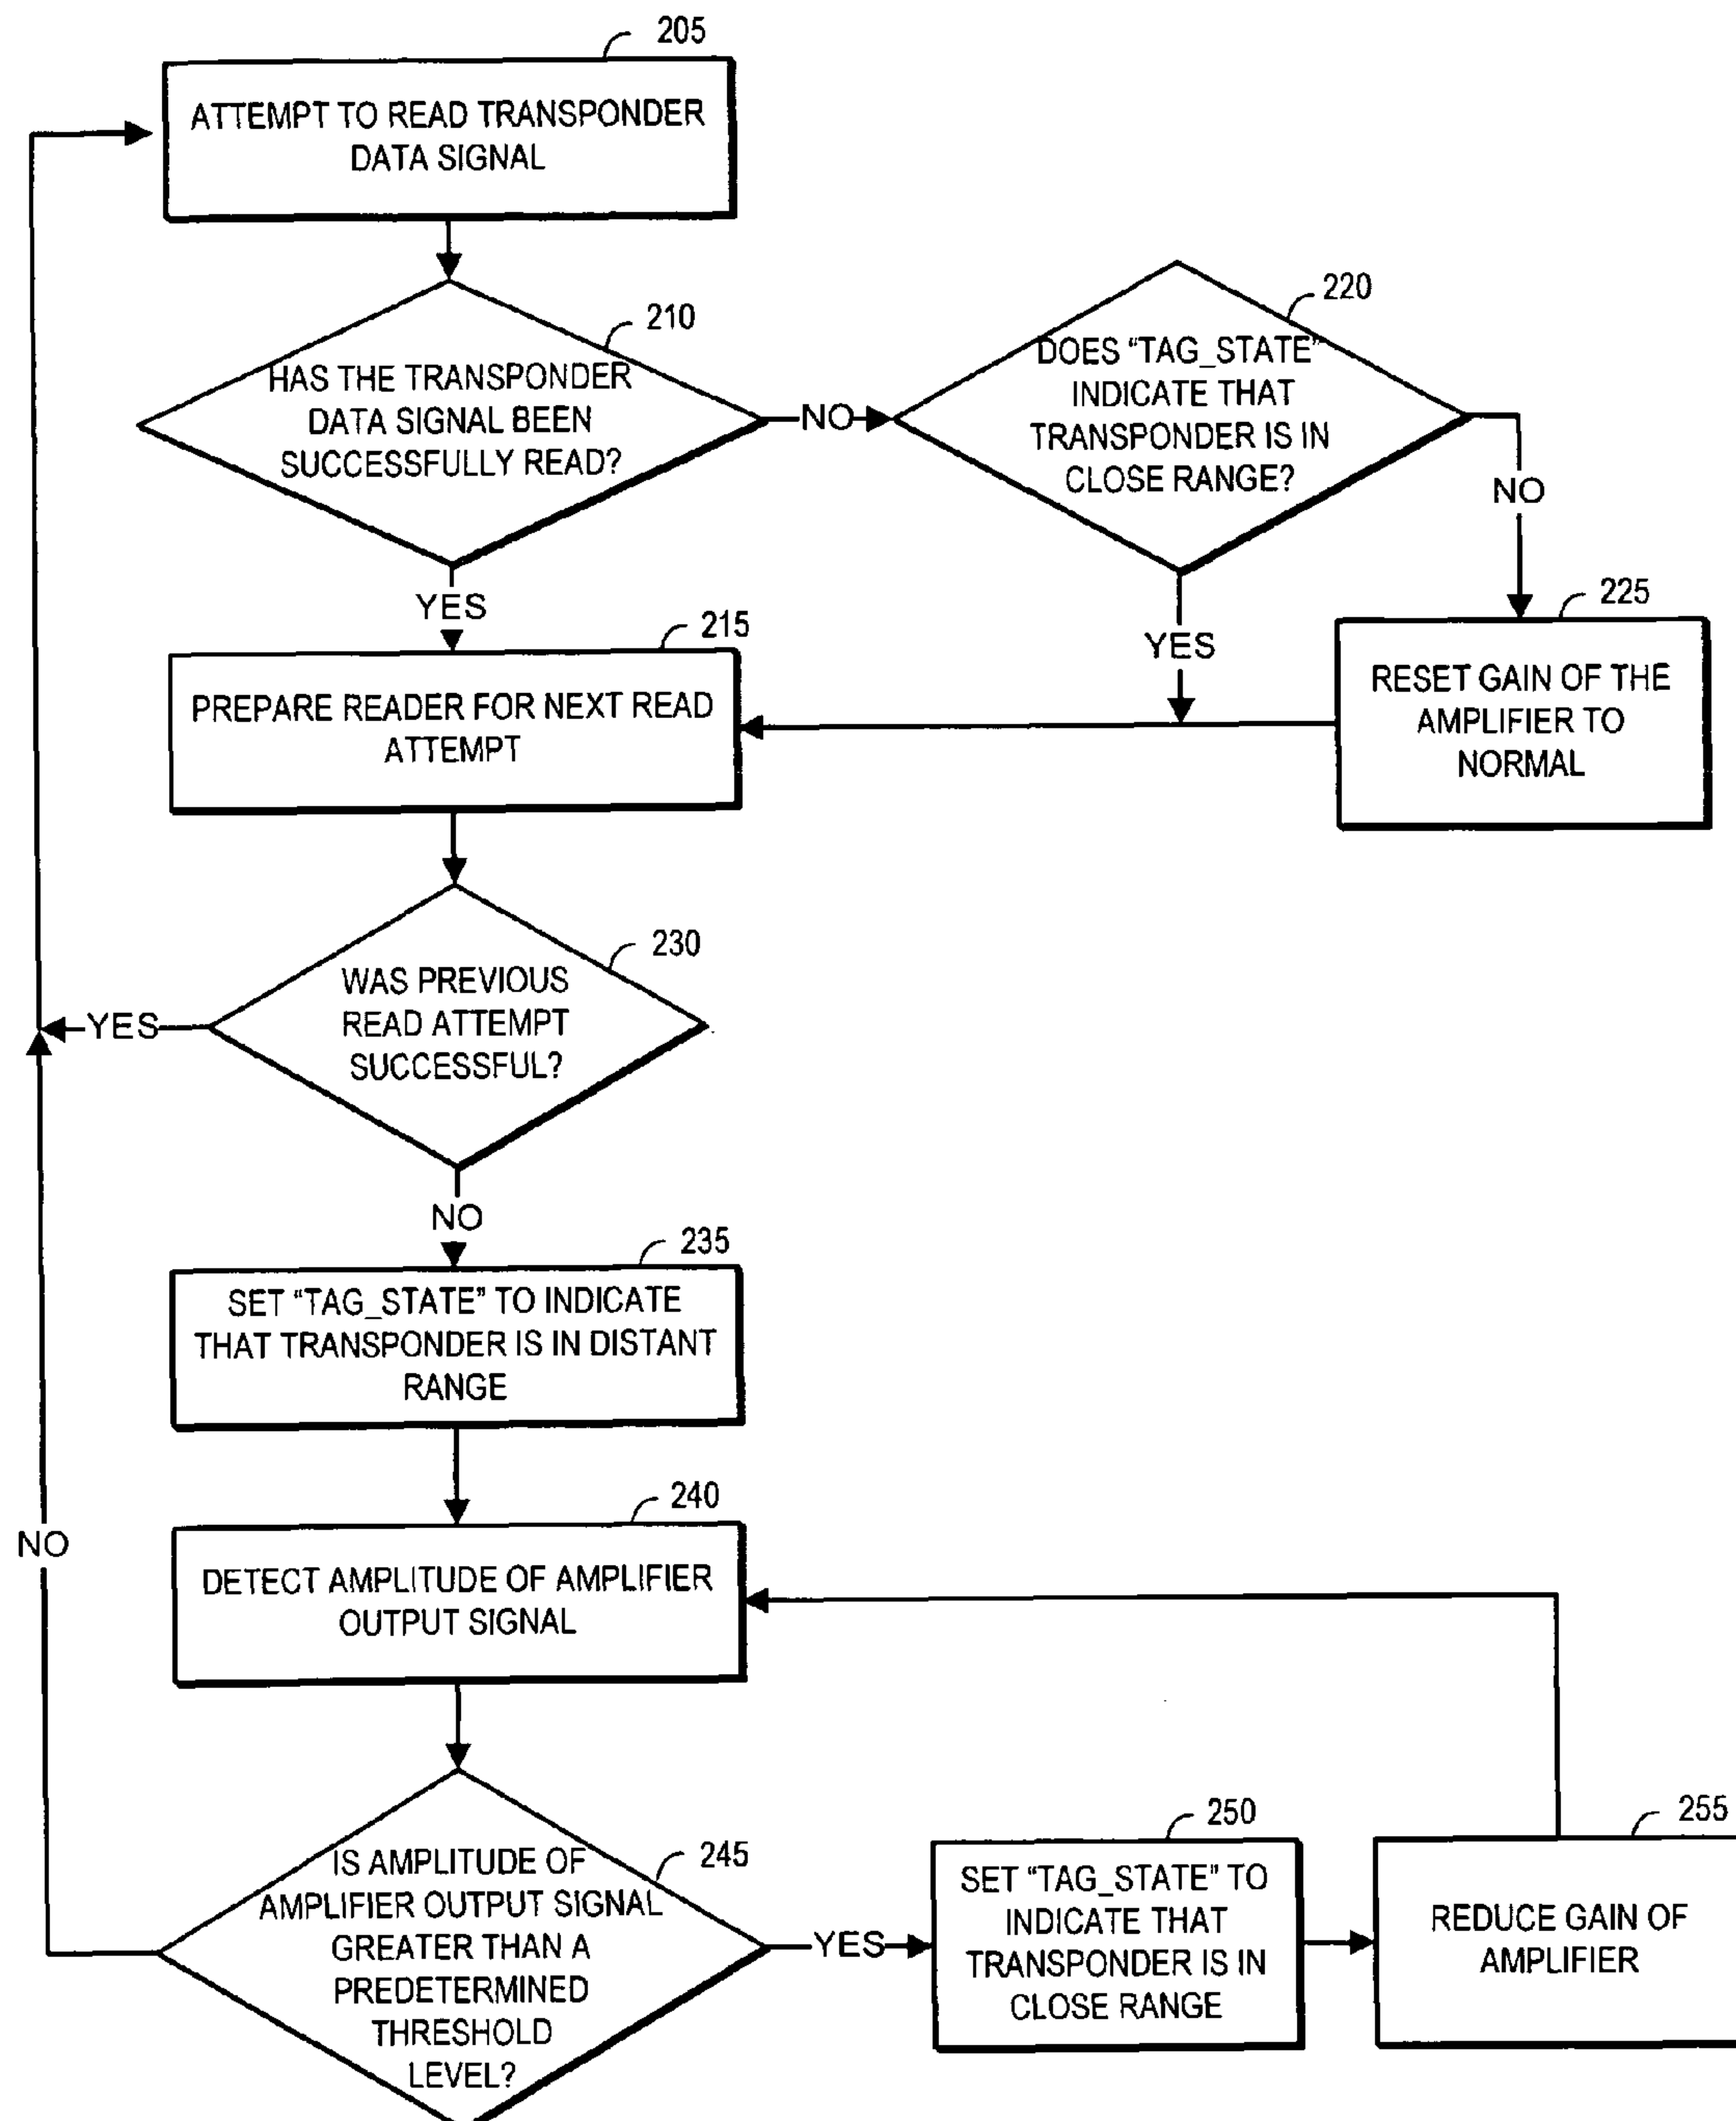 205
ATTEMPT TO READ TRANSPONDER
DATA SIGNAL
210
HAS THE TRANSPONDER
DATA SIGNAL BEEN
SUCCESSFULLY READ?
NO
220
DOES "TAG_STATE"
INDICATE THAT
TRANSPONDER IS IN
CLOSE RANGE?
NO
YES
YES
225
RESET GAIN OF THE
AMPLIFIER TO
NORMAL
215
PREPARE READER FOR NEXT READ
ATTEMPT
230
WAS PREVIOUS
READ ATTEMPT
SUCCESSFUL?
YES
NO
235
SET "TAG_STATE" TO INDICATE
THAT TRANSPONDER IS IN DISTANT
RANGE
240
DETECT AMPLITUDE OF AMPLIFIER
OUTPUT SIGNAL
NO
245
IS AMPLITUDE OF
AMPLIFIER OUTPUT SIGNAL
GREATER THAN A
PREDETERMINED
THRESHOLD
LEVEL?
YES
250
SET "TAG_STATE" TO
INDICATE THAT
TRANSPONDER IS IN
CLOSE RANGE
255
REDUCE GAIN OF
AMPLIFIER